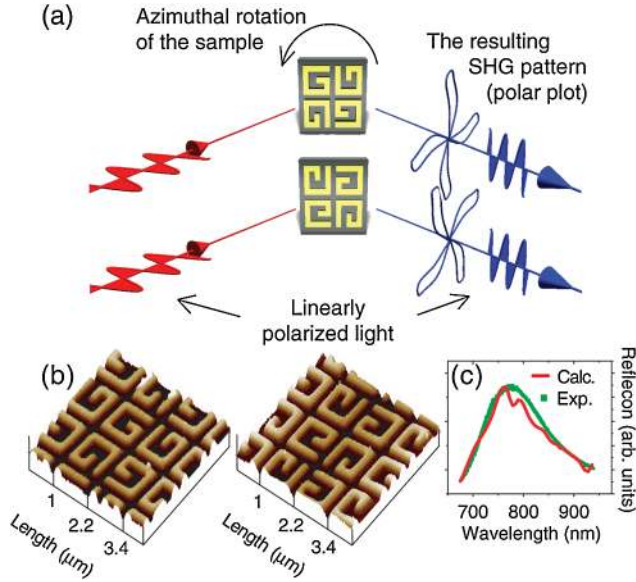 (a)
Azimuthal rotation
of the sample
The resulting
SHG pattern
(polar plot)
Linearly
polarized light
(b)
1
2.2
3.4
Length (μm)
1
2.2
3.4
Length (μm)
(c)
Calc.
Exp.
700
800
900
Wavelength (nm)
Reflecon (arb. units)